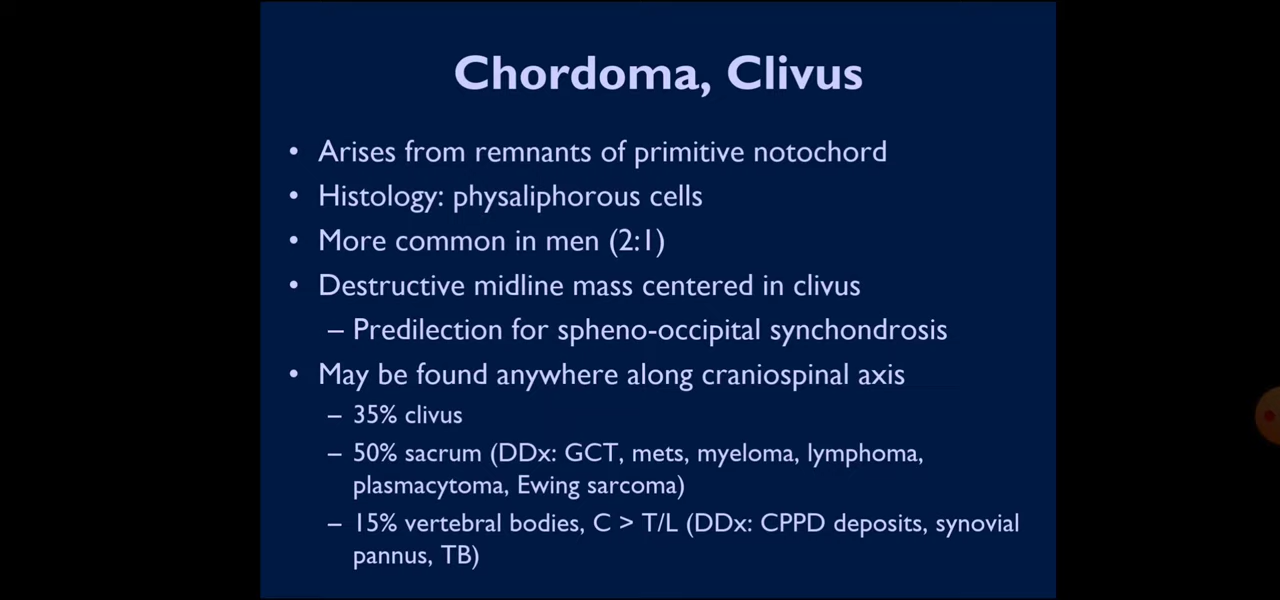 Chordoma, Clivus
• Arises from remnants of primitive notochord
• Histology: physaliphorous cells
• More common in men (2:1)
• Destructive midline mass centered in clivus
– Predilection for spheno-occipital synchondrosis
• May be found anywhere along craniospinal axis
– 35% clivus
– 50% sacrum (DDx: GCT, mets, myeloma, lymphoma,
plasmacytoma, Ewing sarcoma)
– 15% vertebral bodies, C > T/L (DDx: CPPD deposits, synovial
pannus, TB)